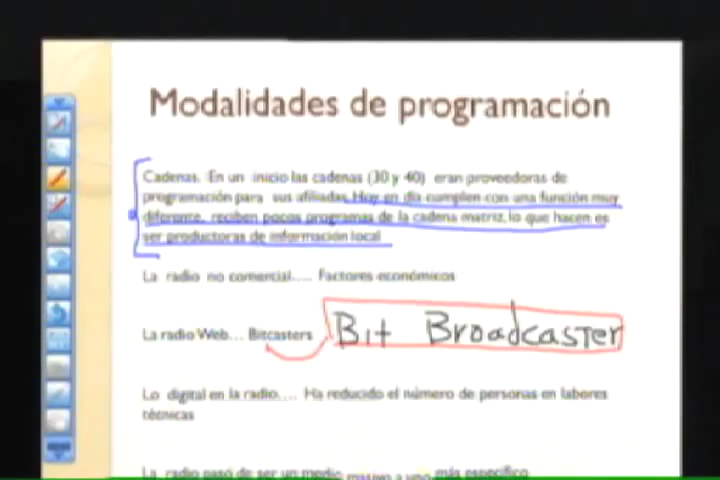 Modalidades de programación
Cadenas. En un inicio las cadenas (30 y 40) eran proveedoras de
programación para sus afiliadas. Hoy en día cumplen con una función muy
diferente, reciben pocos programas de la cadena matriz, lo que hacen es
ser productoras de información local
La radio no comercial.... Factores económicos
La radio Web... Bitcasters Bit Broadcaster
Lo digital en la radio.... Ha reducido el número de personas en labores
técnicas
La radio pasó de ser un medio masivo a uno más específico